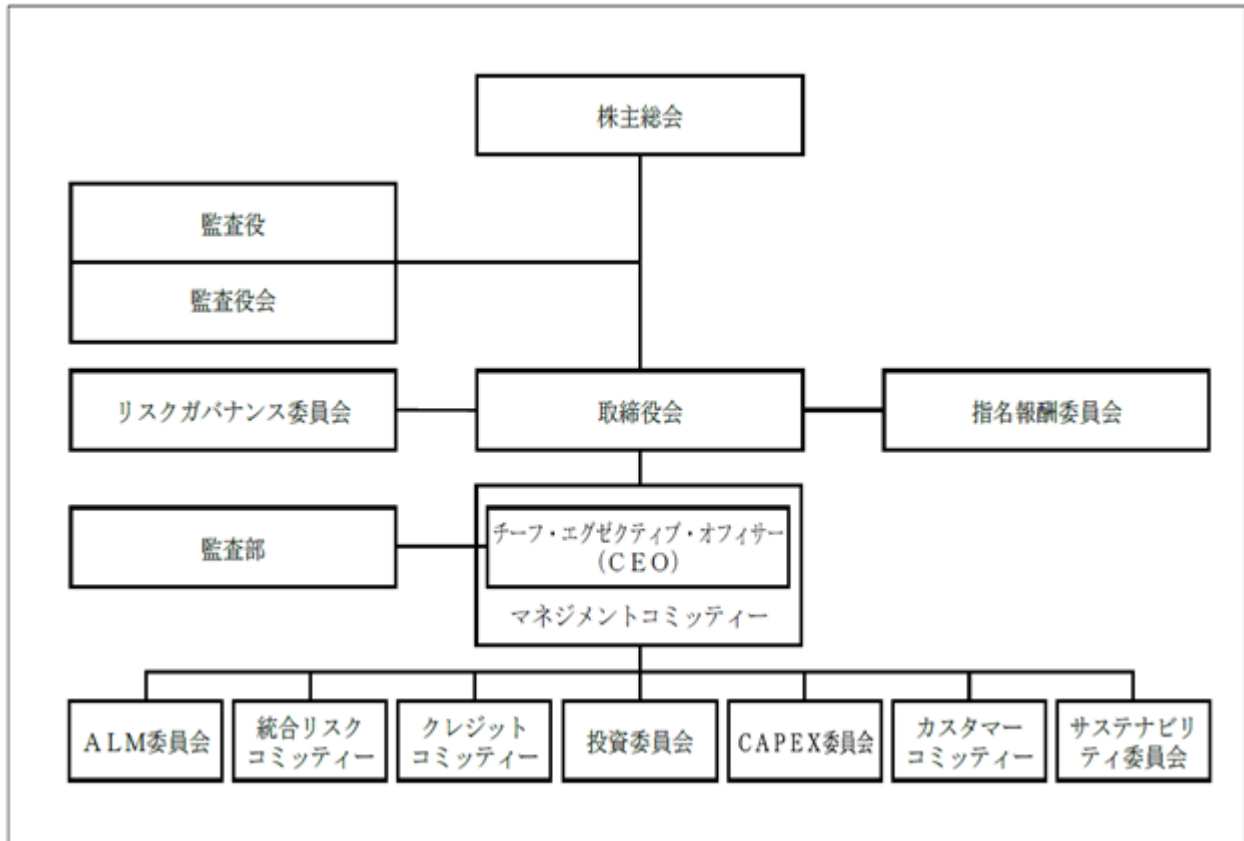 株主総会
監査役
監査役会
リスクガバナンス委員会
取締役会
指名報酬委員会
監査部
チーフ・エグゼクティブ・オフィサー
(ＣＥＯ)
マネジメントコミッティー
ＡＬＭ委員会
統合リスク
コミッティー
クレジット
コミッティー
投資委員会
ＣＡＰＥＸ委員会
カスタマー
コミッティー
サステナビリ
ティ委員会